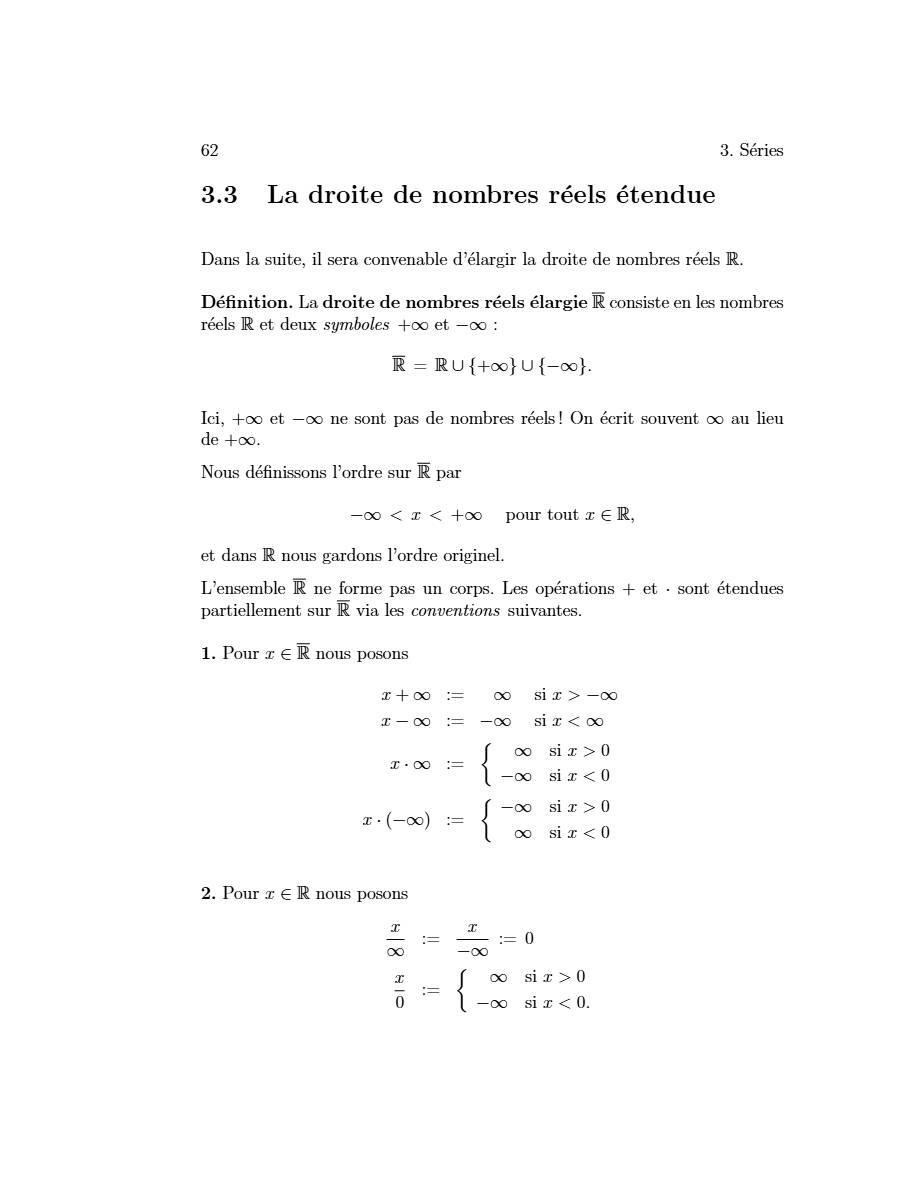 62 3. Séries
3.3 La droite de nombres réels étendue
Dans la suite, il sera convenable d'élargir la droite de nombres réels ℝ.
Définition. La droite de nombres réels élargie ℝ̅ consiste en les nombres
réels ℝ et deux symboles +∞ et −∞ :
ℝ̅ = ℝ ∪ {+∞} ∪ {−∞}.
Ici, +∞ et −∞ ne sont pas de nombres réels ! On écrit souvent ∞ au lieu
de +∞.
Nous définissons l'ordre sur ℝ̅ par
−∞ < x < +∞ pour tout x ∈ ℝ,
et dans ℝ nous gardons l'ordre originel.
L'ensemble ℝ̅ ne forme pas un corps. Les opérations + et · sont étendues
partiellement sur ℝ̅ via les conventions suivantes.
1. Pour x ∈ ℝ̅ nous posons
x + ∞ := ∞ si x > −∞
x − ∞ := −∞ si x < ∞
x · ∞ := { ∞ si x > 0
−∞ si x < 0
x · (−∞) := { −∞ si x > 0
∞ si x < 0
2. Pour x ∈ ℝ nous posons
x/∞ := x/−∞ := 0
x/0 := { ∞ si x > 0
−∞ si x < 0.